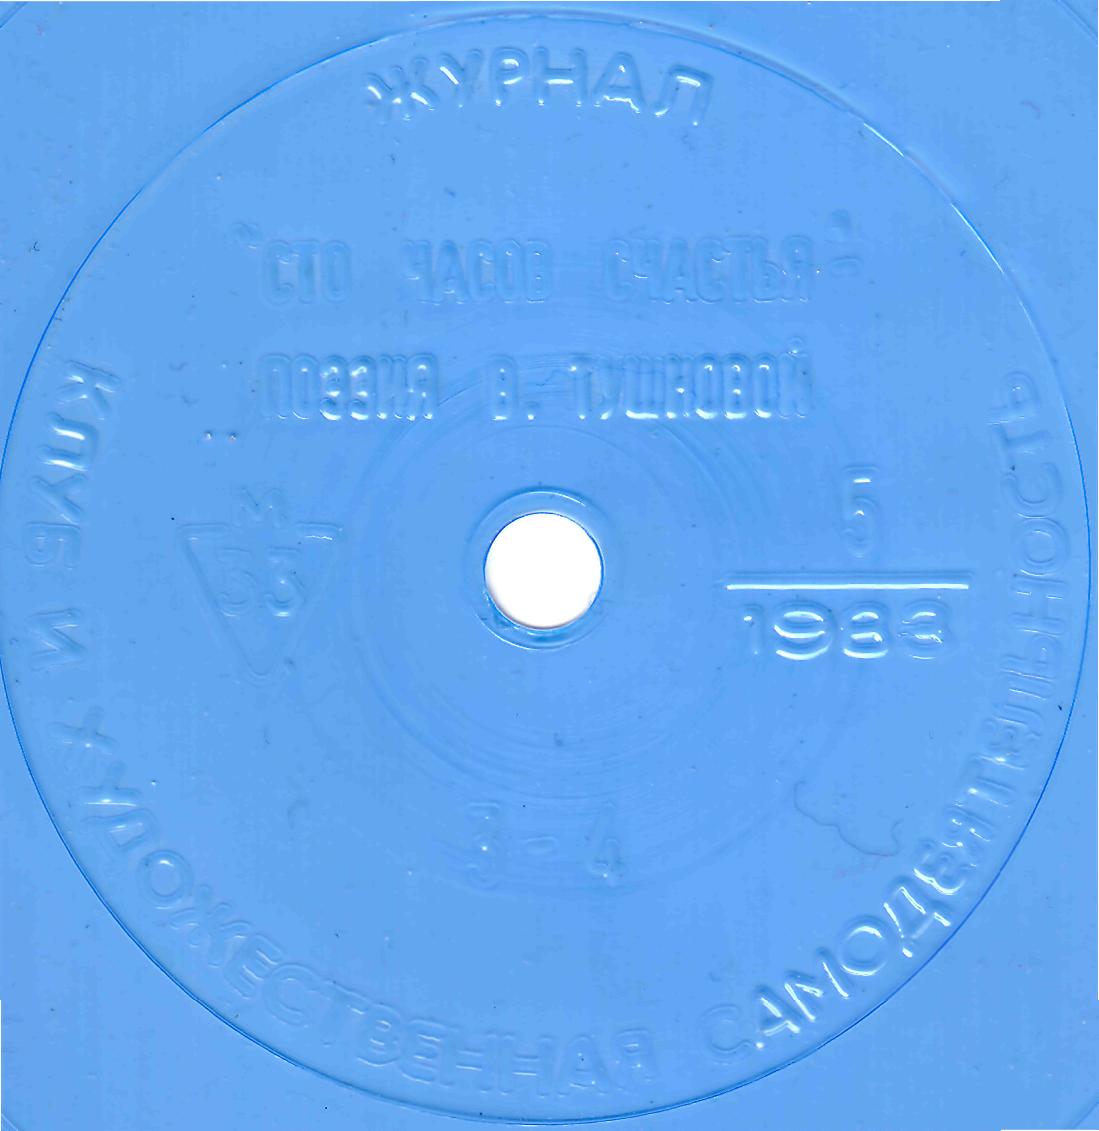 ЖУРНАЛ
"СТО ЧАСОВ СЧАСТЬЯ"
ПОЭЗИЯ В. ТУШНОВОЙ
М
33
5
1983
3-4
КЛУБ И ХУДОЖЕСТВЕННАЯ САМОДЕЯТЕЛЬНОСТЬ